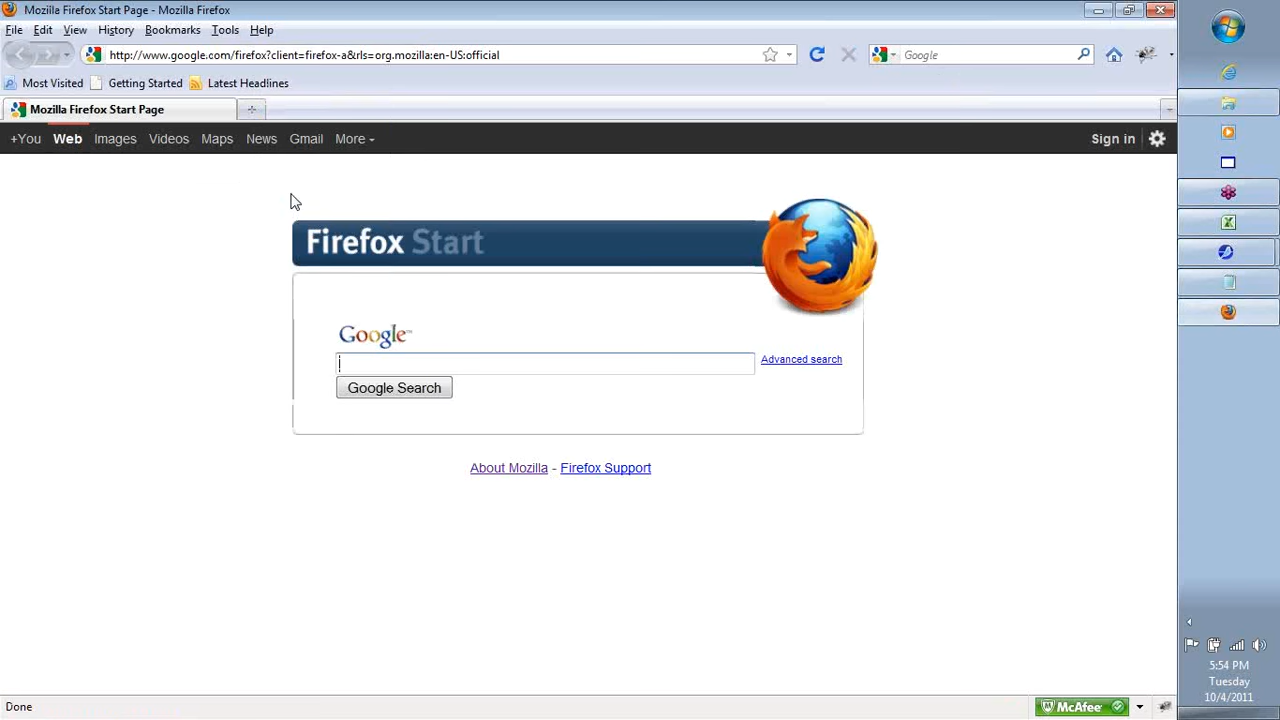 Mozilla Firefox Start Page - Mozilla Firefox
File Edit View History Bookmarks Tools Help
http://www.google.com/firefox?client=firefox-a&rls=org.mozilla:en-US:official
Google
Most Visited Getting Started Latest Headlines
Mozilla Firefox Start Page
+You Web Images Videos Maps News Gmail More Sign in
Firefox Start
Google™
Advanced search
Google Search
About Mozilla - Firefox Support
Done
McAfee
5:54 PM
Tuesday
10/4/2011